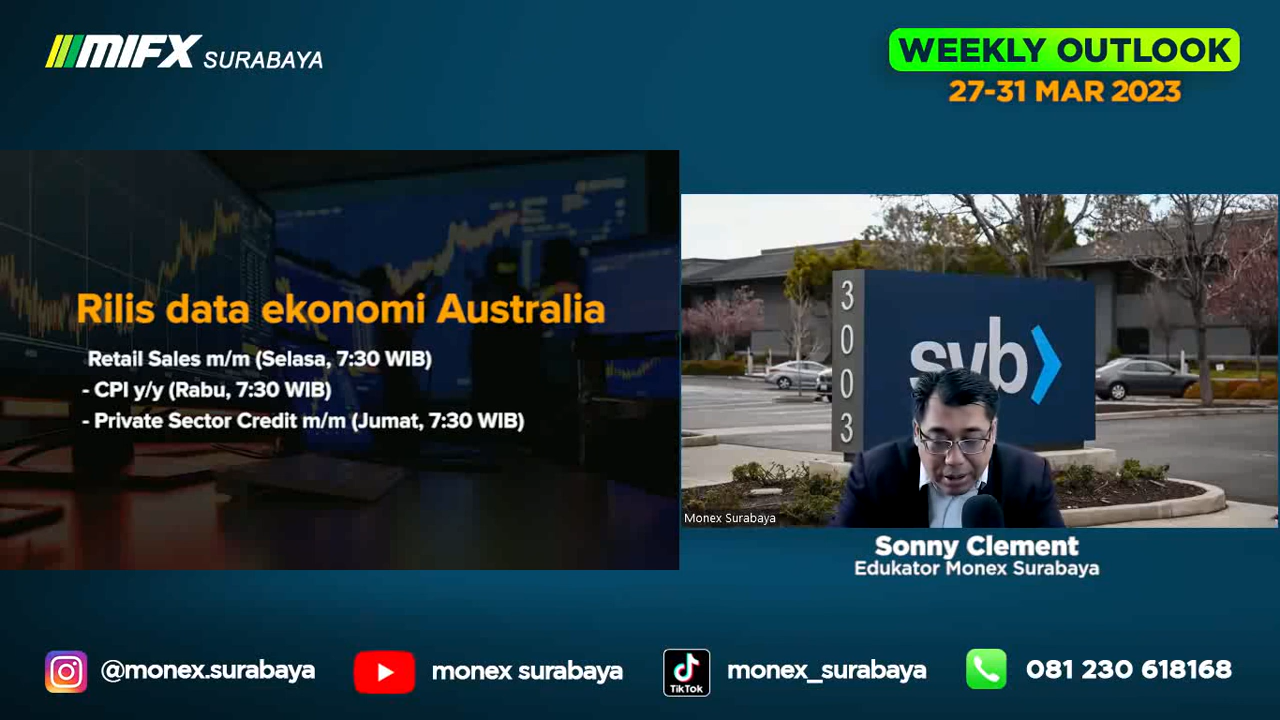 MIFX SURABAYA
WEEKLY OUTLOOK
27-31 MAR 2023
Rilis data ekonomi Australia
Retail Sales m/m (Selasa, 7:30 WIB)
- CPI y/y (Rabu, 7:30 WIB)
- Private Sector Credit m/m (Jumat, 7:30 WIB)
3003
svb
Monex Surabaya
Sonny Clement
Edukator Monex Surabaya
@monex.surabaya
monex surabaya
TikTok
monex_surabaya
081 230 618168